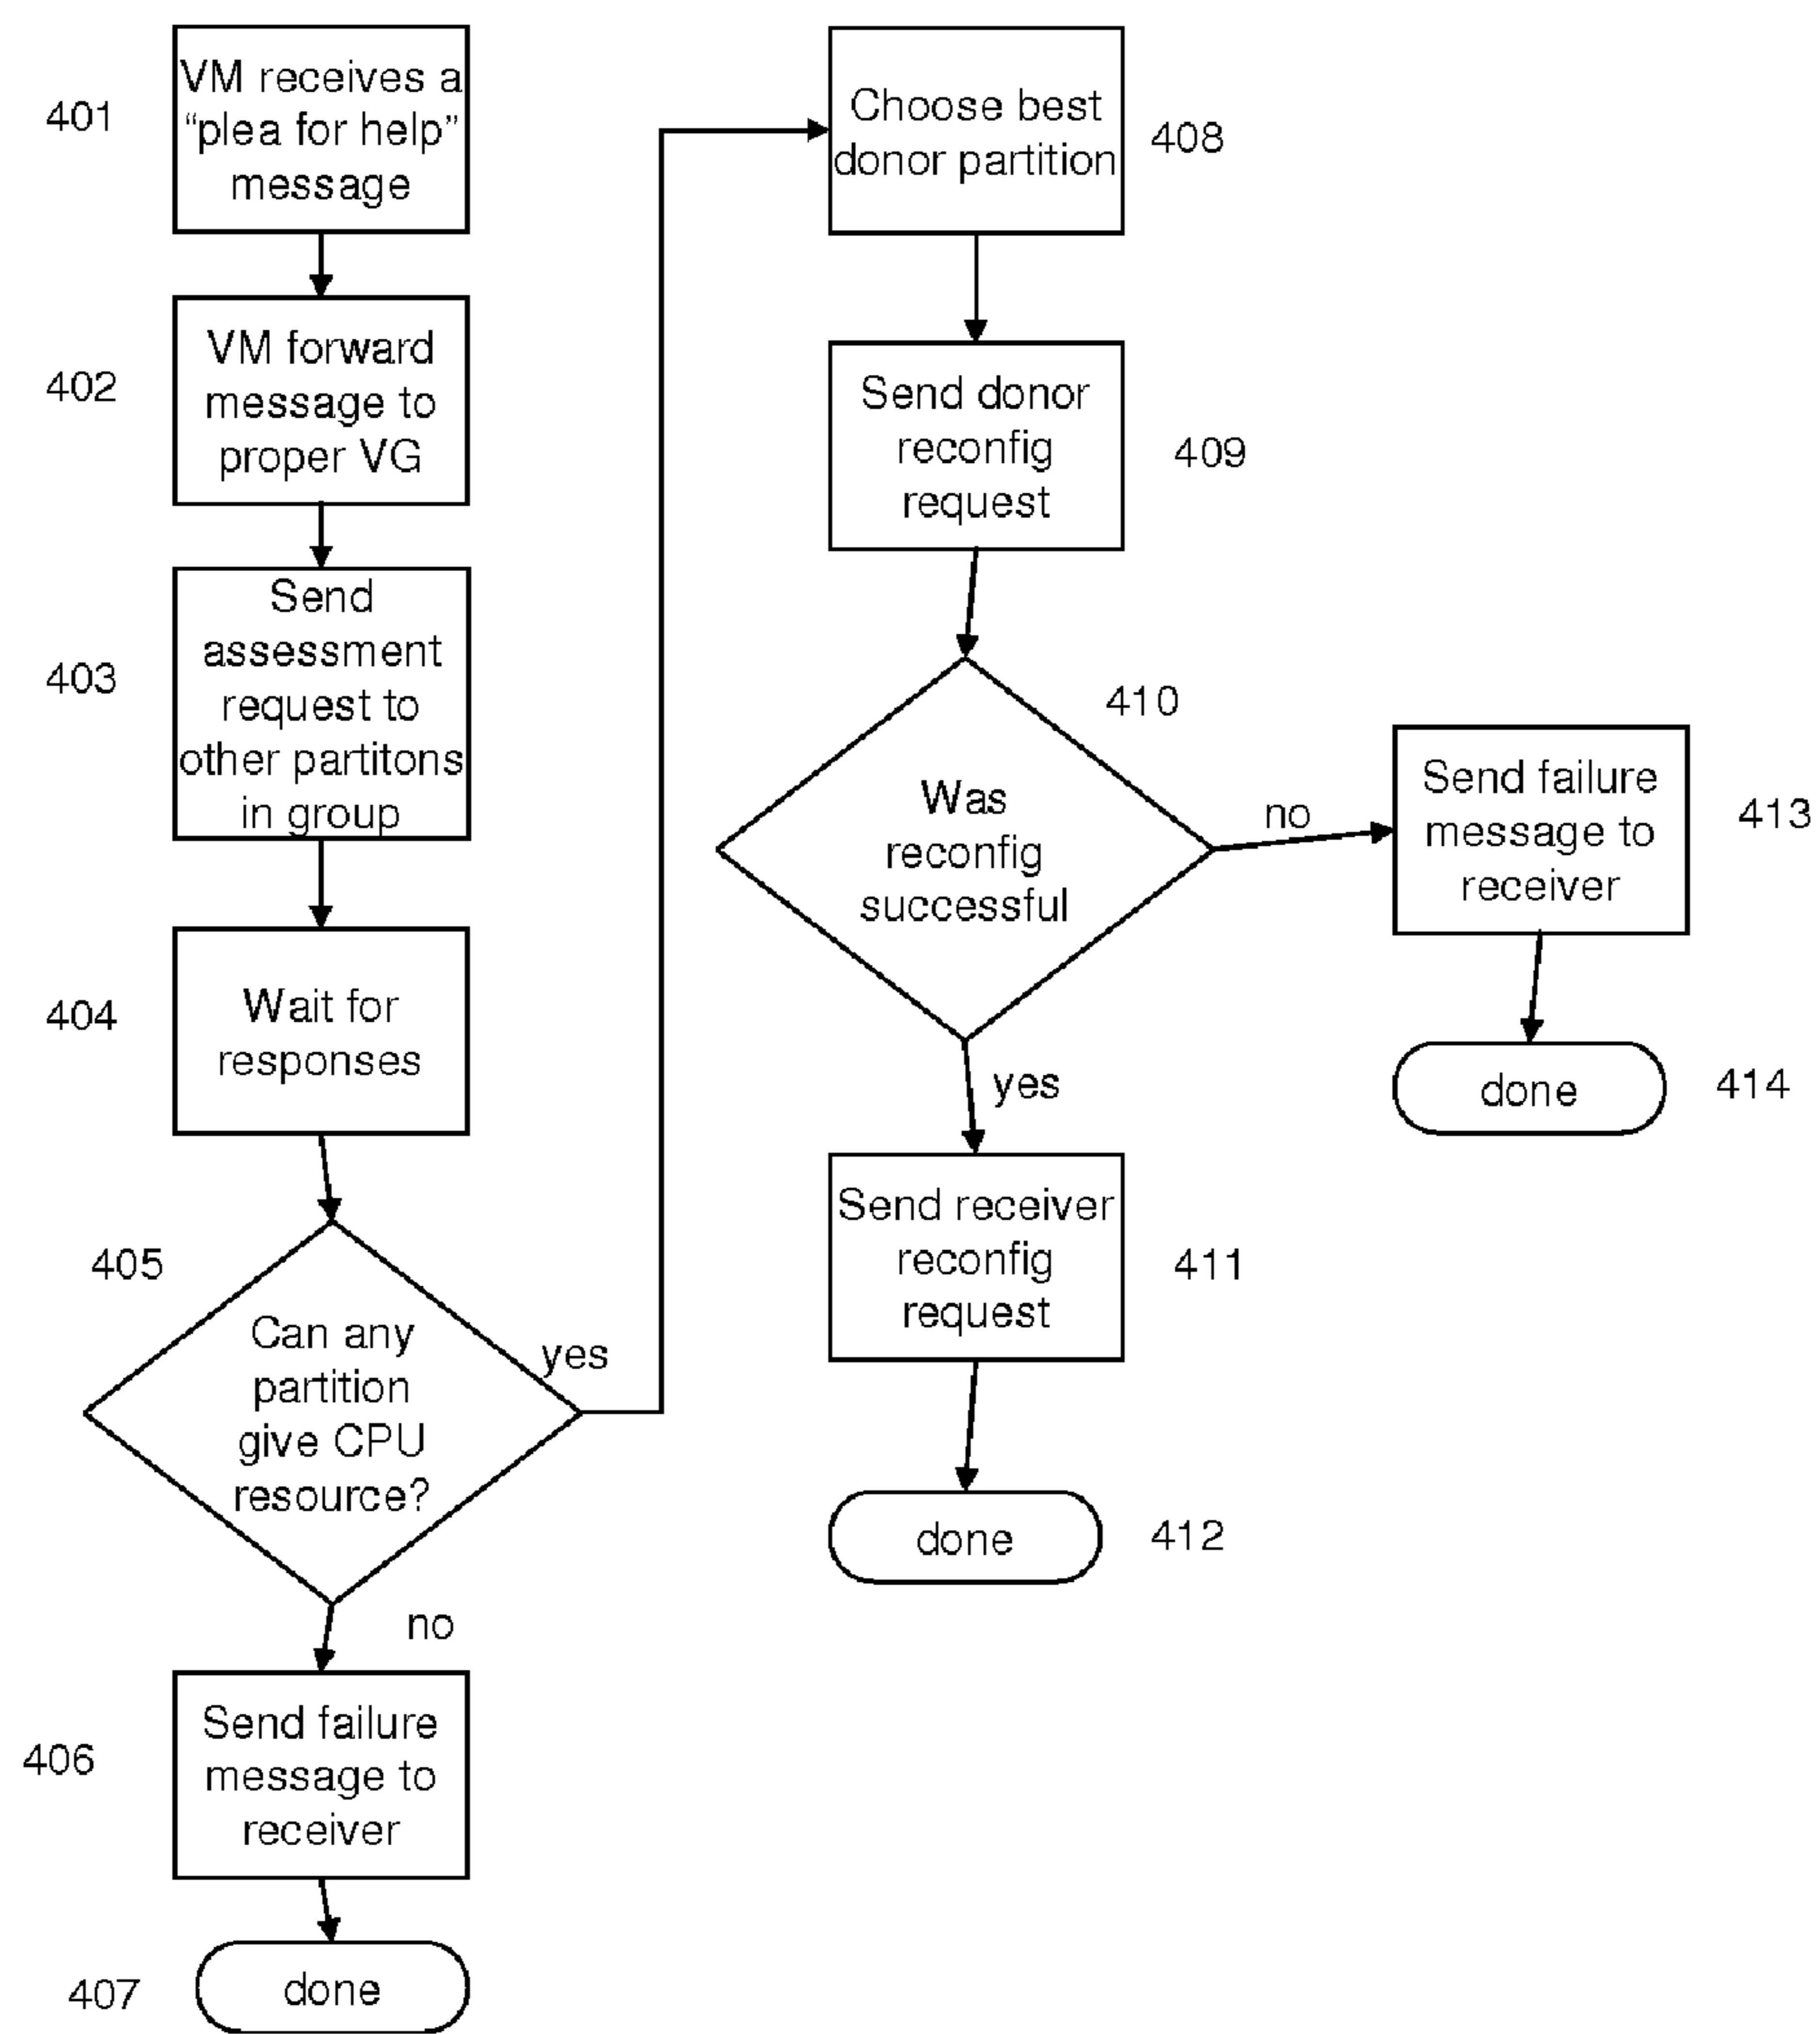 401
VM receives a
“plea for help”
message
402
VM forward
message to
proper VG
403
Send
assessment
request to
other partitons
in group
404
Wait for
responses
405
Can any
partition
give CPU
resource?
yes
no
406
Send failure
message to
receiver
407
done
Choose best
donor partition
408
Send donor
reconfig
request
409
410
Was
reconfig
successful
no
yes
Send failure
message to
receiver
413
done
414
Send receiver
reconfig
request
411
done
412